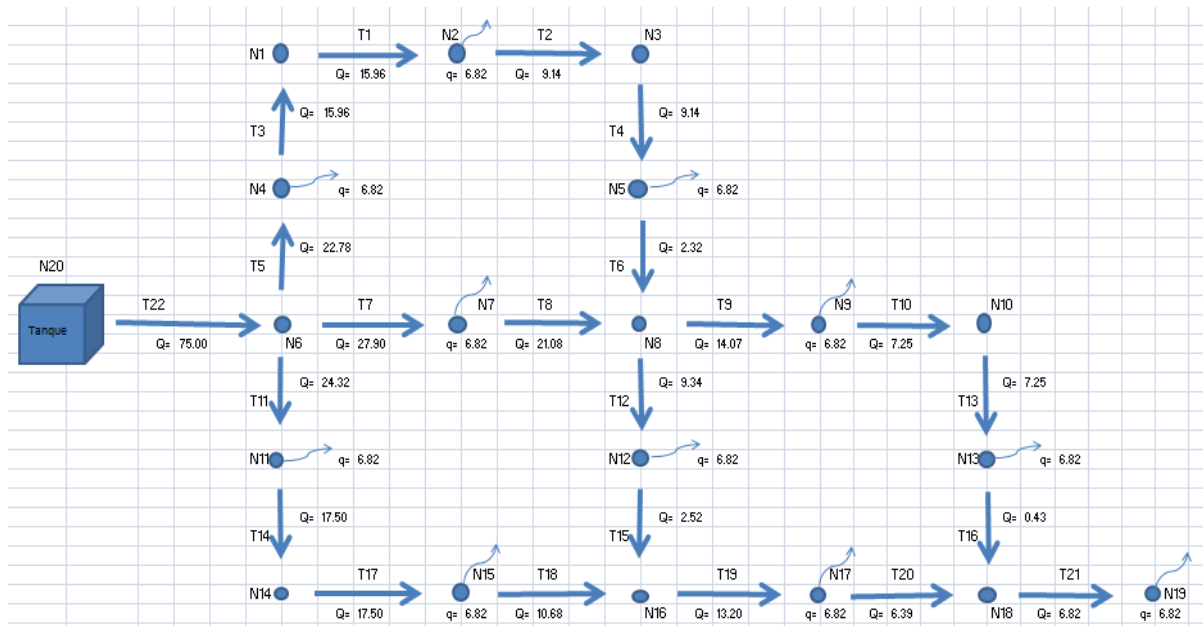 T1 N2 T2 N3
N1
Q= 15.96 q= 6.82 Q= 9.14
Q= 15.96 Q= 9.14
T3 T4
N4 q= 6.82 N5 q= 6.82
Q= 22.78 Q= 2.32
N20 T5 T6
T22 T7 N7 T8 T9 N9 T10 N10
Tanque
Q= 75.00 N6 Q= 27.90 q= 6.82 Q= 21.08 N8 Q= 14.07 q= 6.82 Q= 7.25
Q= 24.32 Q= 9.34 Q= 7.25
T11 T12 T13
N11 q= 6.82 N12 q= 6.82 N13 q= 6.82
Q= 17.50 Q= 2.52 Q= 0.43
T14 T15 T16
T17 N15 T18 T19 N17 T20 T21
N14 N19
Q= 17.50 q= 6.82 Q= 10.68 N16 Q= 13.20 q= 6.82 Q= 6.39 N18 Q= 6.82 q= 6.82